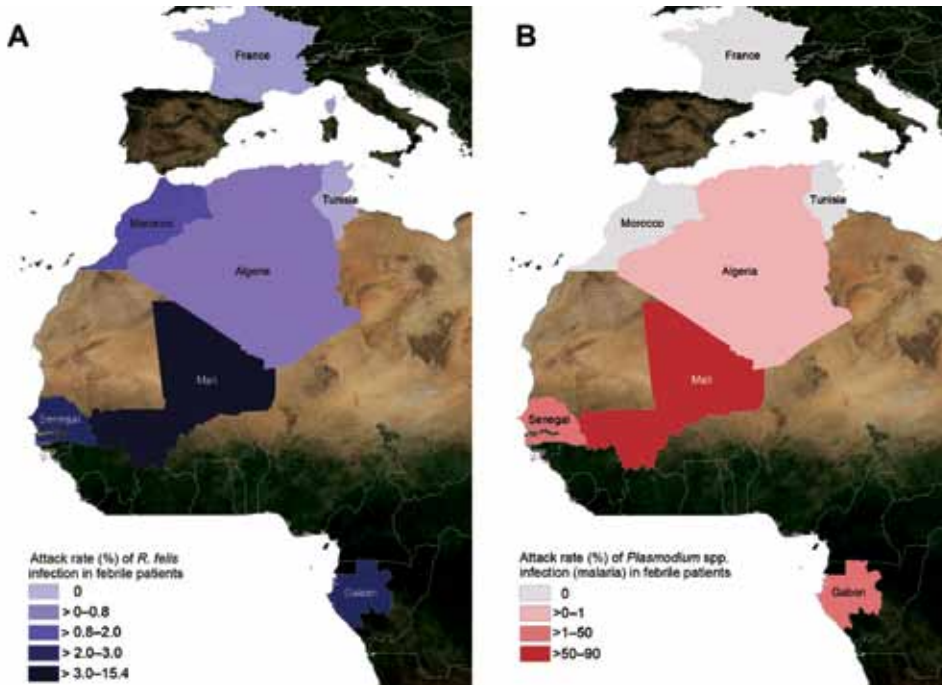 A
France
Tunisia
Morocco
Algeria
Mali
Senegal
Gabon
Attack rate (%) of R. felis
infection in febrile patients
0
> 0–0.8
> 0.8–2.0
> 2.0–3.0
> 3.0–15.4
B
France
Tunisia
Morocco
Algeria
Mali
Senegal
Gabon
Attack rate (%) of Plasmodium spp.
infection (malaria) in febrile patients
0
>0–1
>1–50
>50–90